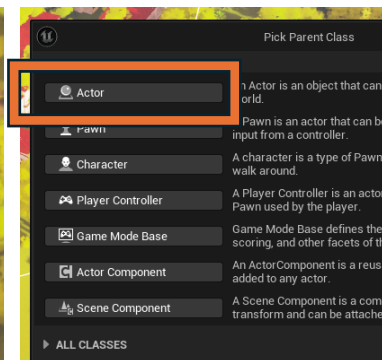 Pick Parent Class
Actor
n Actor is an object that can
orld.
Pawn
Pawn is an actor that can be
input from a controller.
Character
A character is a type of Pawn
walk around.
Player Controller
A Player Controller is an actor
Pawn used by the player.
Game Mode Base
Game Mode Base defines the
scoring, and other facets of th
Actor Component
An ActorComponent is a reus
added to any actor.
Scene Component
A Scene Component is a com
transform and can be attache
ALL CLASSES